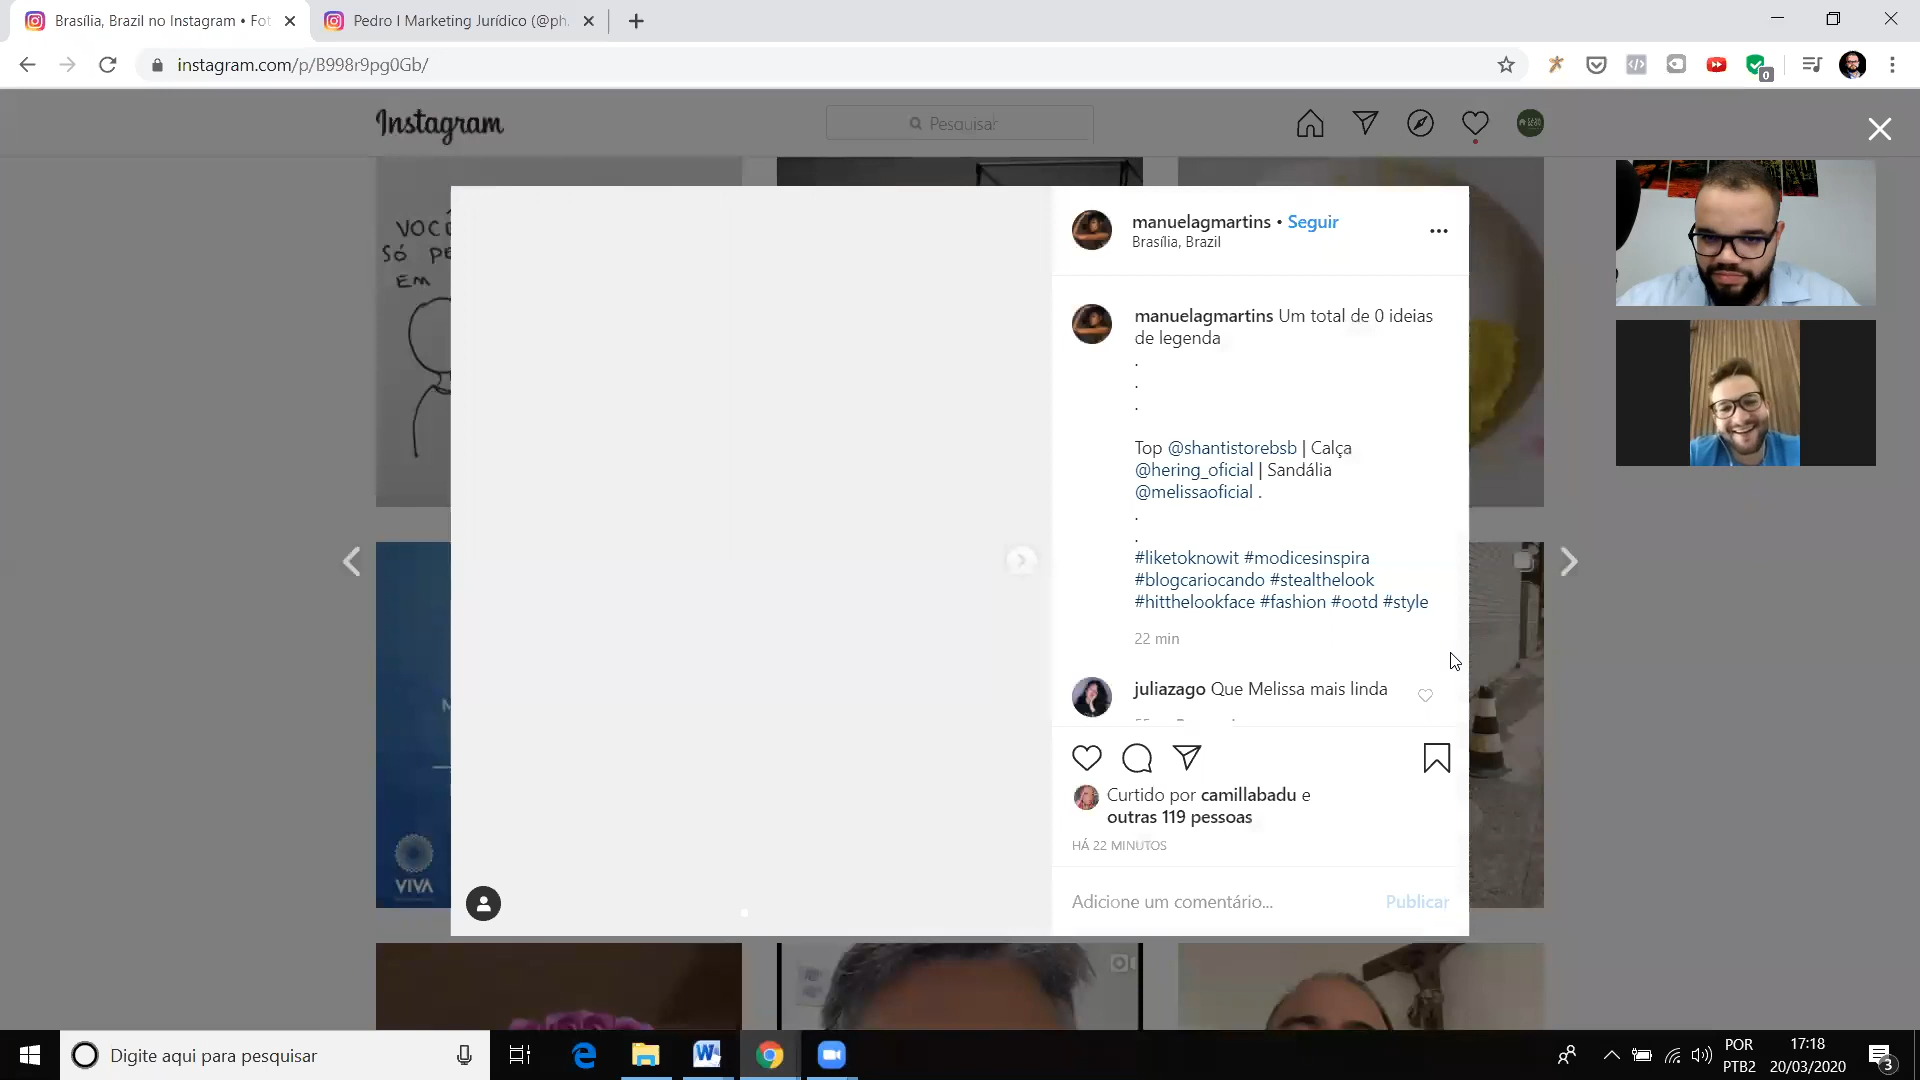 Brasília, Brazil no Instagram • Fot
Pedro I Marketing Jurídico (@ph.
instagram.com/p/B998r9pg0Gb/
0
Instagram
Pesquisar
VOCÊ
SÓ PE
EM
manuelagmartins • Seguir
Brasília, Brazil
manuelagmartins Um total de 0 ideias
de legenda
.
.
.
Top @shantistorebsb | Calça
@hering_oficial | Sandália
@melissaoficial .
.
.
#liketoknowit #modicesinspira
#blogcariocando #stealthelook
#hitthelookface #fashion #ootd #style
22 min
juliazago Que Melissa mais linda
Curtido por camillabadu e
outras 119 pessoas
HÁ 22 MINUTOS
Adicione um comentário...
Publicar
VIVA
Digite aqui para pesquisar
POR
PTB2
17:18
20/03/2020
3